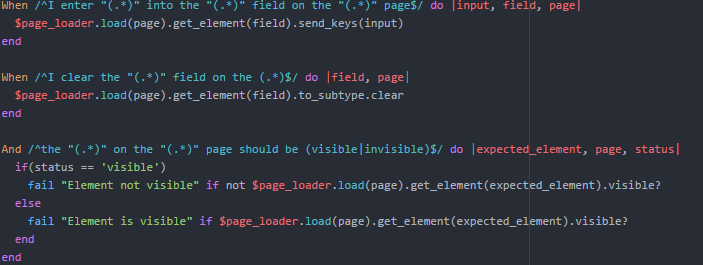 When /^I enter "(.*)" into the "(.*)" field on the "(.*)" page$/ do |input, field, page|
  $page_loader.load(page).get_element(field).send_keys(input)
end
When /^I clear the "(.*)" field on the (.*)$/ do |field, page|
  $page_loader.load(page).get_element(field).to_subtype.clear
end
And /^the "(.*)" on the "(.*)" page should be (visible|invisible)$/ do |expected_element, page, status|
  if(status == 'visible')
    fail "Element not visible" if not $page_loader.load(page).get_element(expected_element).visible?
  else
    fail "Element is visible" if $page_loader.load(page).get_element(expected_element).visible?
  end
end